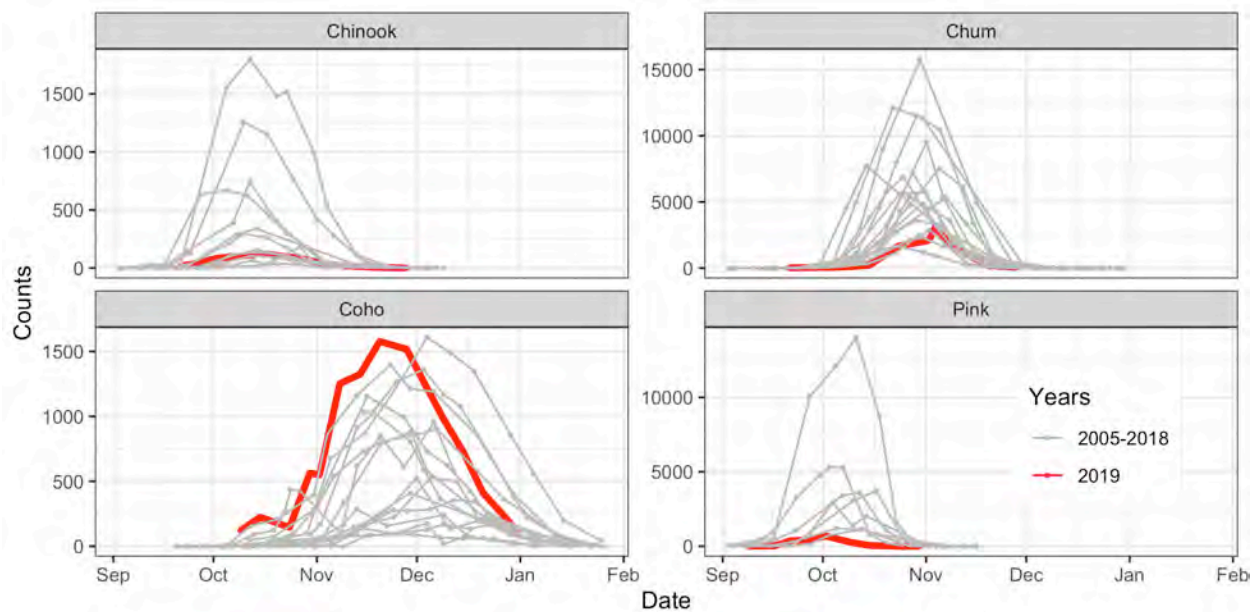 Chinook
Chum
1500
1000
500
0
15000
10000
5000
0
Counts
Coho
Pink
1500
1000
500
0
10000
5000
0
Years
2005-2018
2019
Sep Oct Nov Dec Jan Feb
Sep Oct Nov Dec Jan Feb
Date